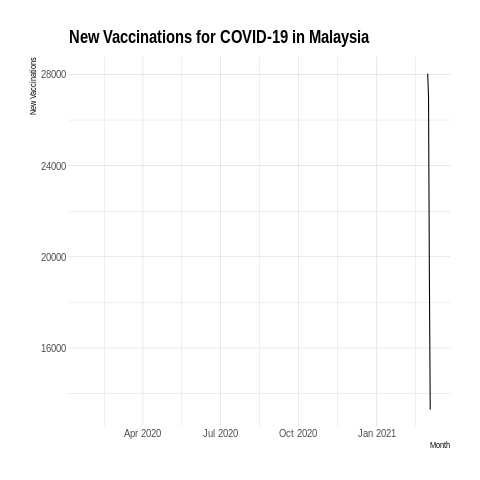 New Vaccinations for COVID-19 in Malaysia
New Vaccinations
28000
24000
20000
16000
Apr 2020
Jul 2020
Oct 2020
Jan 2021
Month